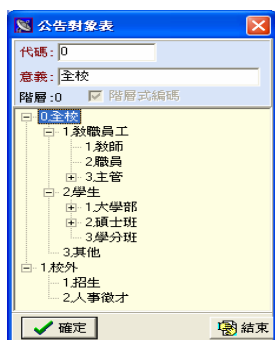 公告對象表
代碼:0
意義:全校
階層:0 階層式編碼
0.全校
1.教職員工
1.教師
2.職員
3.主管
2.學生
1.大學部
2.碩士班
3.學分班
3.其他
1.校外
1.招生
2.人事徵才
確定 結束